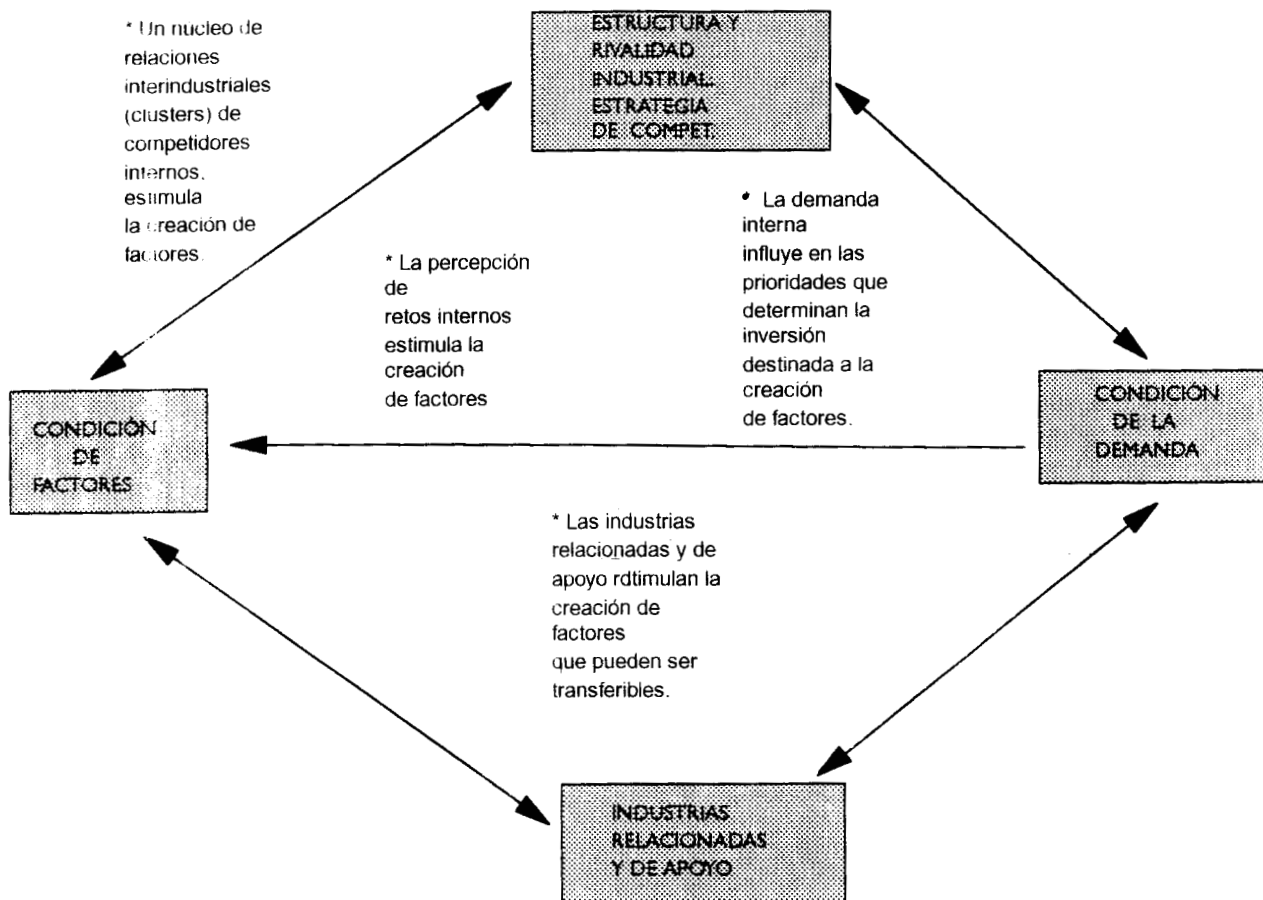 * Un núcleo de
relaciones
interindustriales
(clusters) de
competidores
internos,
estimula
la creación de
factores.
ESTRUCTURA Y
RIVALIDAD
INDUSTRIAL.
ESTRATEGIA
DE COMPET.
* La percepción
de
retos internos
estimula la
creación
de factores
* La demanda
interna
influye en las
prioridades que
determinan la
inversión
destinada a la
creación
de factores.
CONDICIÓN
DE
FACTORES
CONDICION
DE LA
DEMANDA
* Las industrias
relacionadas y de
apoyo rdtimulan la
creación de
factores
que pueden ser
transferibles.
INDUSTRIAS
RELACIONADAS
Y DE APOYO